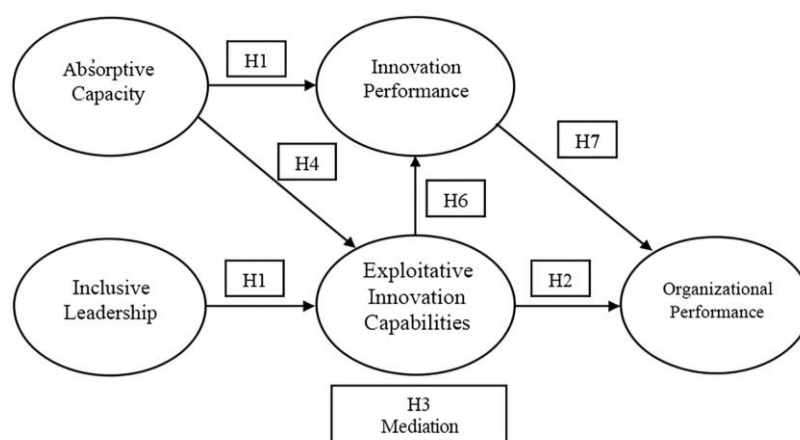 Absorptive
Capacity
H1
Innovation
Performance
H4
H7
H6
Inclusive
Leadership
H1
Exploitative
Innovation
Capabilities
H2
Organizational
Performance
H3
Mediation